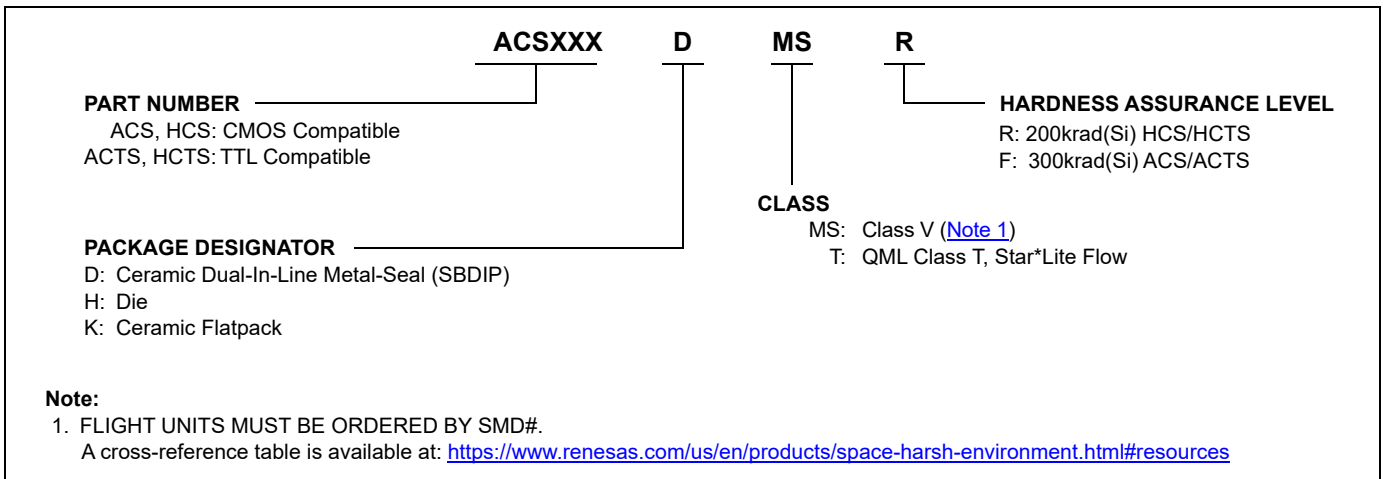 ACSXXX D MS R
PART NUMBER
ACS, HCS: CMOS Compatible
ACTS, HCTS: TTL Compatible
HARDNESS ASSURANCE LEVEL
R: 200krad(Si) HCS/HCTS
F: 300krad(Si) ACS/ACTS
CLASS
MS: Class V (Note 1)
T: QML Class T, Star*Lite Flow
PACKAGE DESIGNATOR
D: Ceramic Dual-In-Line Metal-Seal (SBDIP)
H: Die
K: Ceramic Flatpack
Note:
1. FLIGHT UNITS MUST BE ORDERED BY SMD#.
A cross-reference table is available at: https://www.renesas.com/us/en/products/space-harsh-environment.html#resources